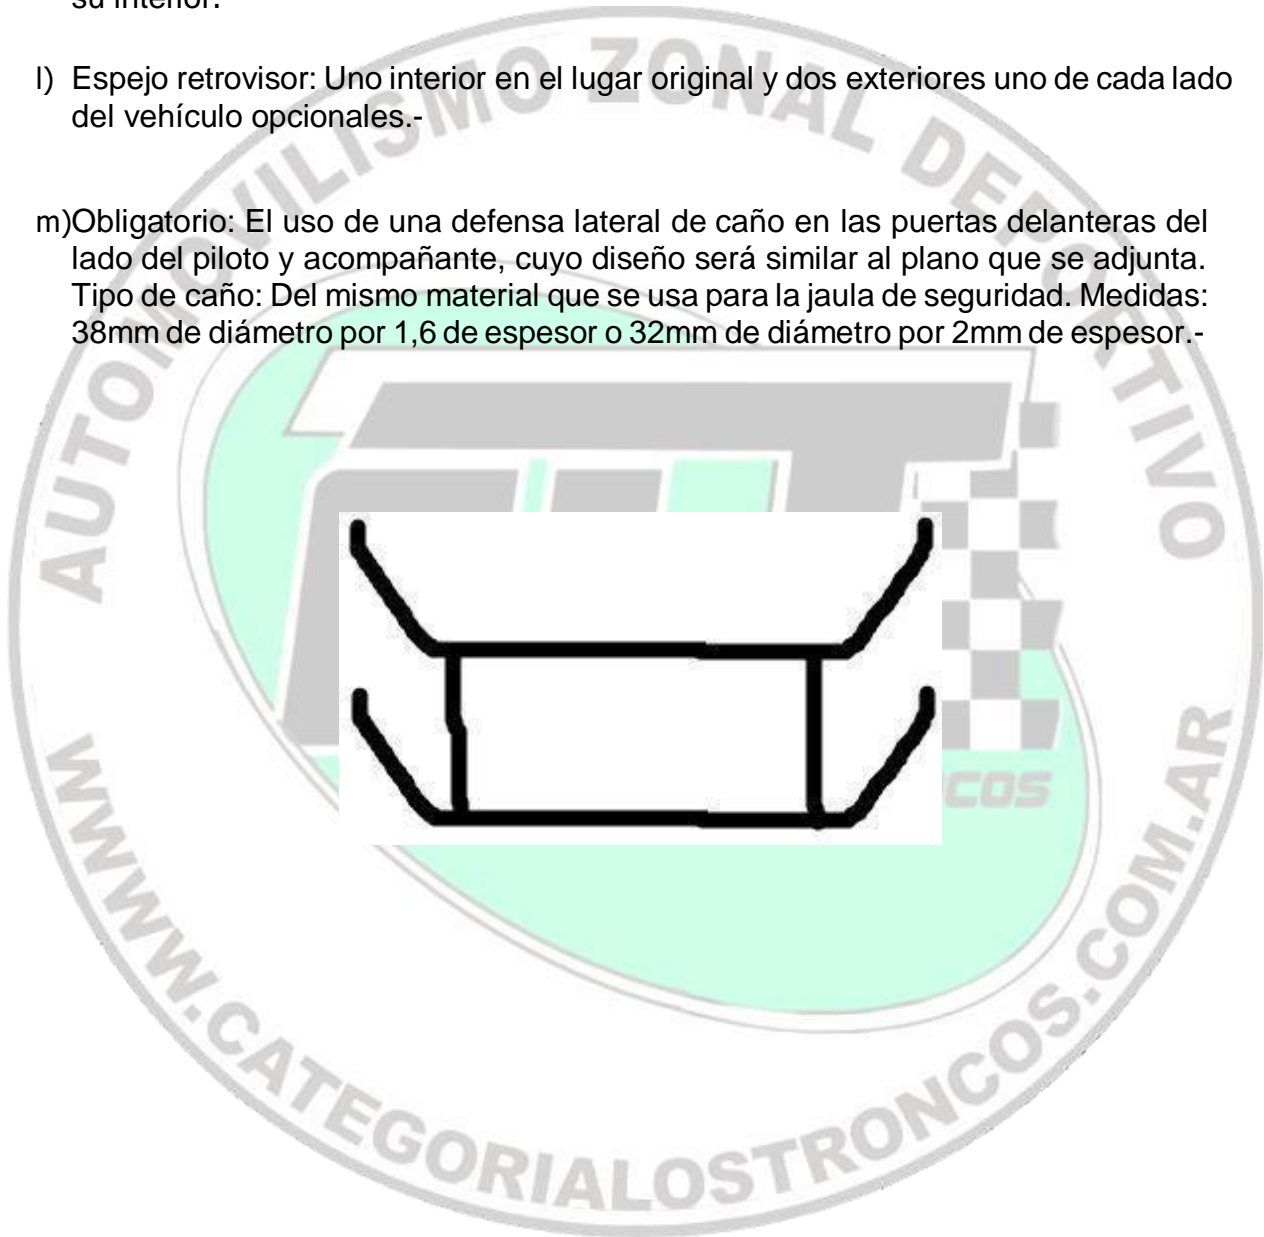 su interior.
l) Espejo retrovisor: Uno interior en el lugar original y dos exteriores uno de cada lado
del vehículo opcionales.-
m)Obligatorio: El uso de una defensa lateral de caño en las puertas delanteras del
lado del piloto y acompañante, cuyo diseño será similar al plano que se adjunta.
Tipo de caño: Del mismo material que se usa para la jaula de seguridad. Medidas:
38mm de diámetro por 1,6 de espesor o 32mm de diámetro por 2mm de espesor.-
AUTOMOVILISMO ZONAL DEPORTIVO
COS
WWW.CATEGORIALOSTRONCOS.COM.AR